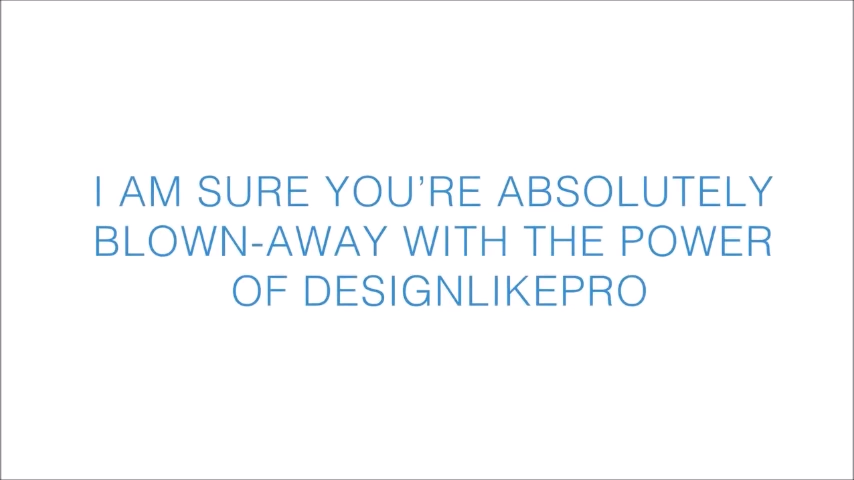 I AM SURE YOU’RE ABSOLUTELY
BLOWN-AWAY WITH THE POWER
OF DESIGNLIKEPRO